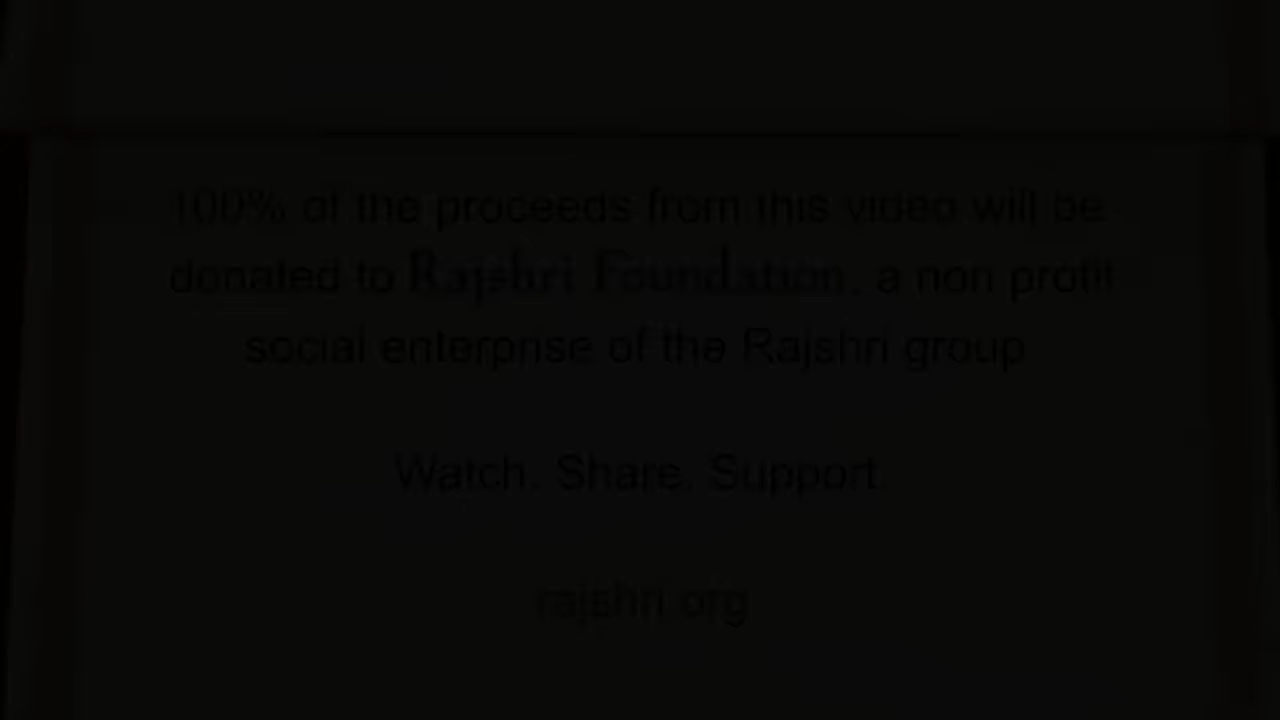 100% of the proceeds from this video will be
donated to Rajshri Foundation, a non profit
social enterprise of the Rajshri group
Watch. Share. Support.
rajshri.org